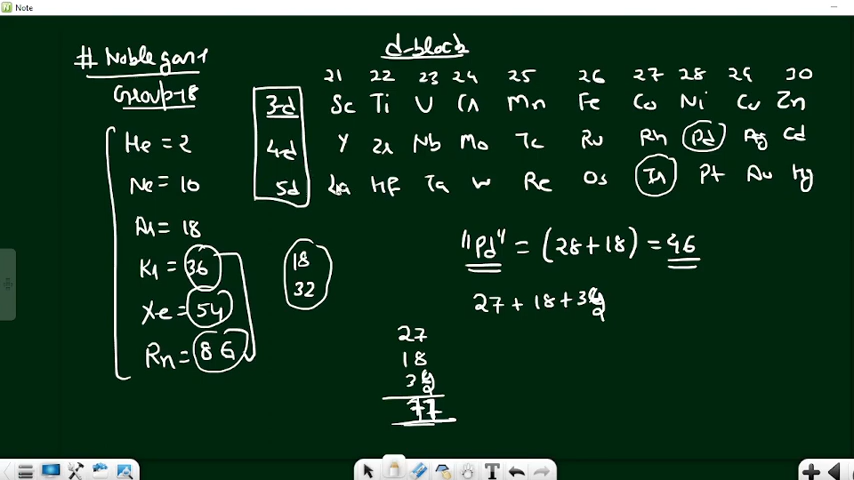 Note
# Noble gases
Group-18
He = 2
Ne = 10
Ar = 18
Kr = 36
Xe = 54
Rn = 86
18
32
d-block
21 22 23 24 25 26 27 28 29 30
3-d Sc Ti V Cr Mn Fe Co Ni Cu Zn
4d Y Zr Nb Mo Tc Ru Rh Pd Ag Cd
5d La Hf Ta W Re Os Ir Pt Au Hg
"Pd" = (28+18) = 46
27 + 18 + 32
27
18
32
77